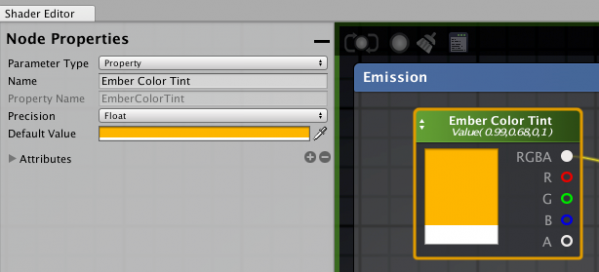 Shader Editor
Node Properties
Parameter Type Property
Name Ember Color Tint
Property Name EmberColorTint
Precision Float
Default Value
Attributes
Emission
Ember Color Tint
Value( 0.99,0.68,0,1 )
RGBA
R
G
B
A